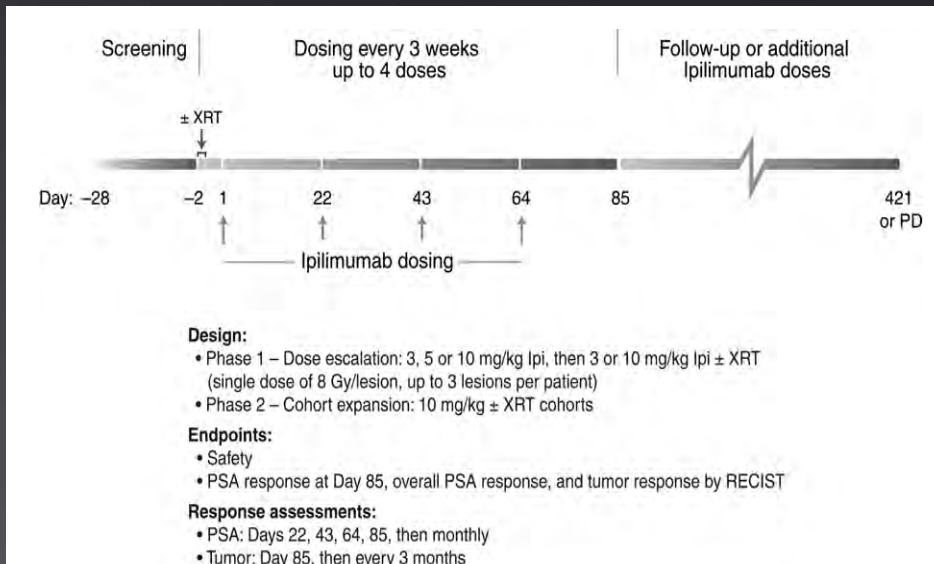 Screening
Dosing every 3 weeks
up to 4 doses
Follow-up or additional
Ipilimumab doses
± XRT
Day: –28 –2 1 22 43 64 85 421
or PD
Ipilimumab dosing
Design:
• Phase 1 – Dose escalation: 3, 5 or 10 mg/kg Ipi, then 3 or 10 mg/kg Ipi ± XRT
(single dose of 8 Gy/lesion, up to 3 lesions per patient)
• Phase 2 – Cohort expansion: 10 mg/kg ± XRT cohorts
Endpoints:
• Safety
• PSA response at Day 85, overall PSA response, and tumor response by RECIST
Response assessments:
• PSA: Days 22, 43, 64, 85, then monthly
• Tumor: Day 85, then every 3 months